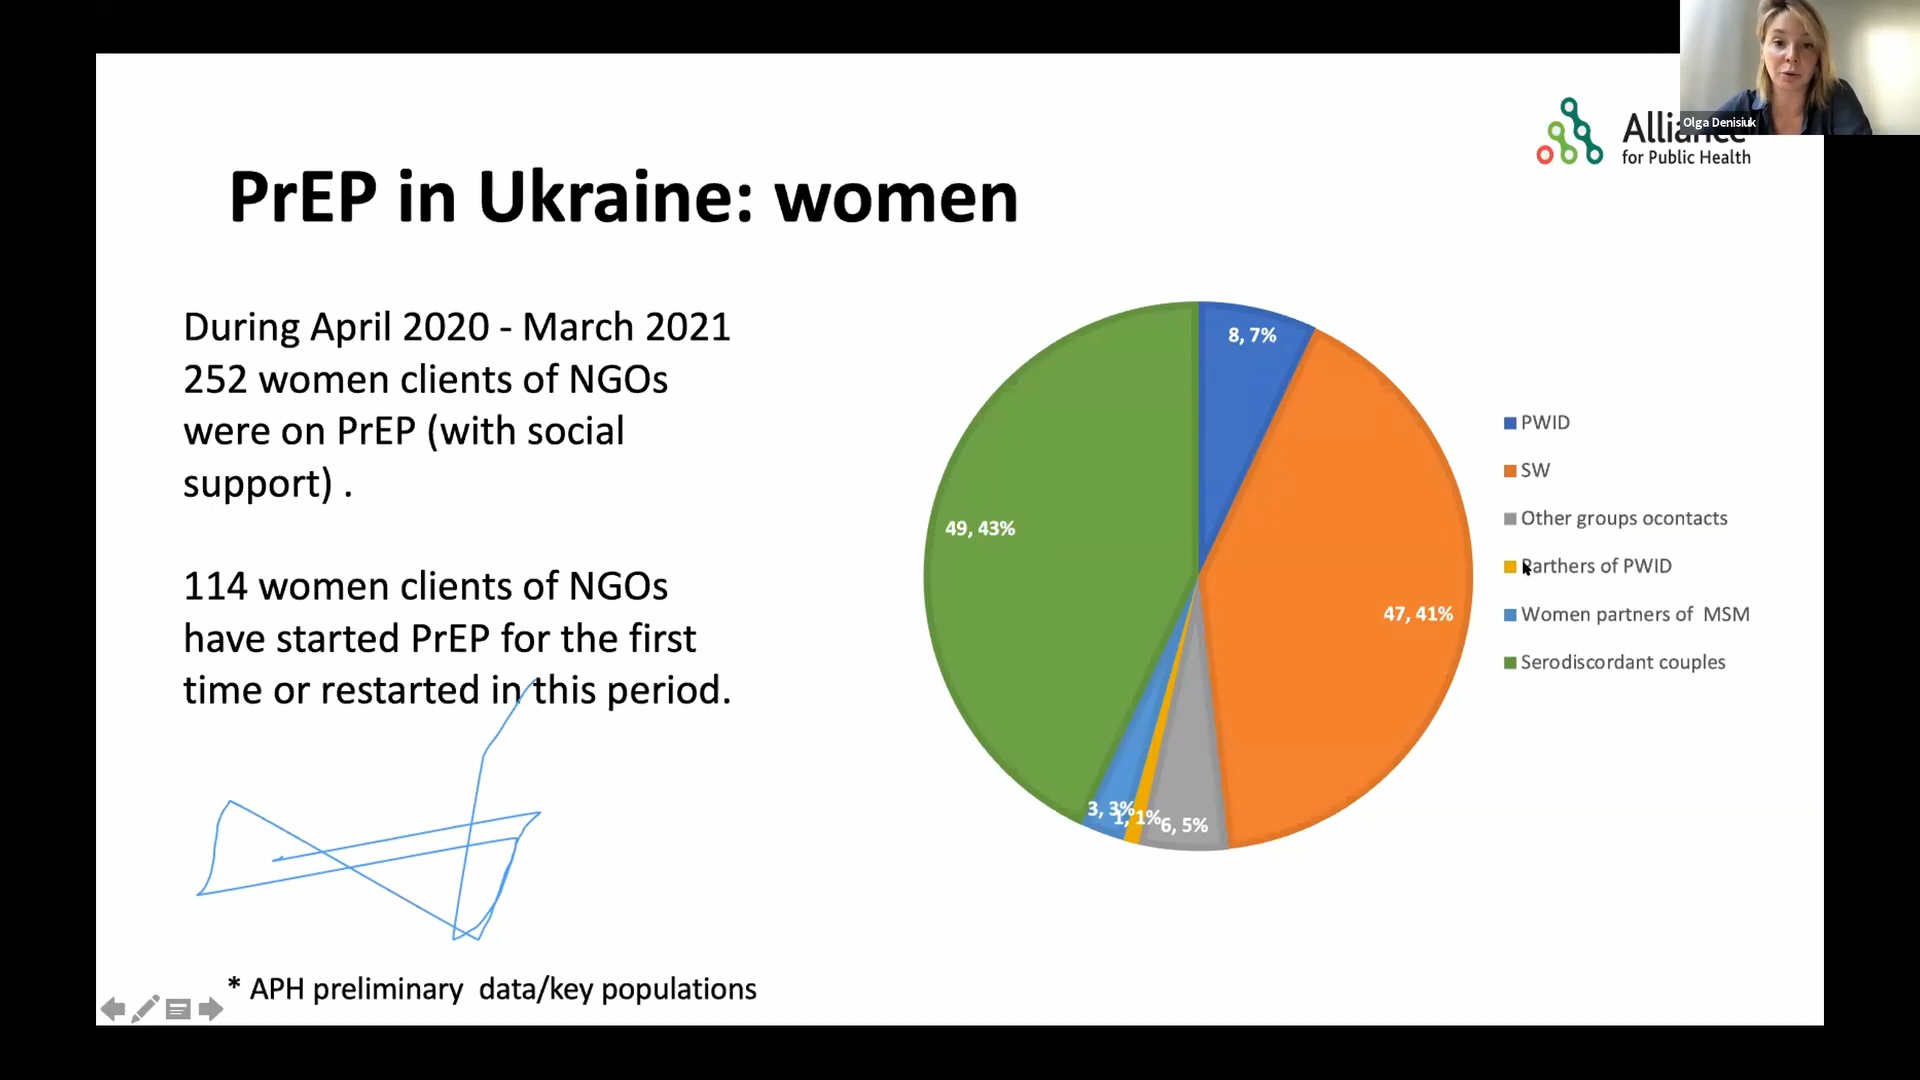 Olga Denisiuk
for Public Health
PrEP in Ukraine: women
During April 2020 - March 2021
252 women clients of NGOs
were on PrEP (with social
support) .
114 women clients of NGOs
have started PrEP for the first
time or restarted in this period.
* APH preliminary data/key populations
8, 7%
49, 43%
47, 41%
3, 3%
1, 1%
6, 5%
PWID
SW
Other groups ocontacts
Parthers of PWID
Women partners of MSM
Serodiscordant couples